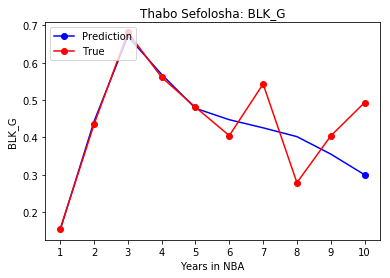 Thabo Sefolosha: BLK_G
Prediction
True
BLK_G
0.7
0.6
0.5
0.4
0.3
0.2
1 2 3 4 5 6 7 8 9 10
Years in NBA